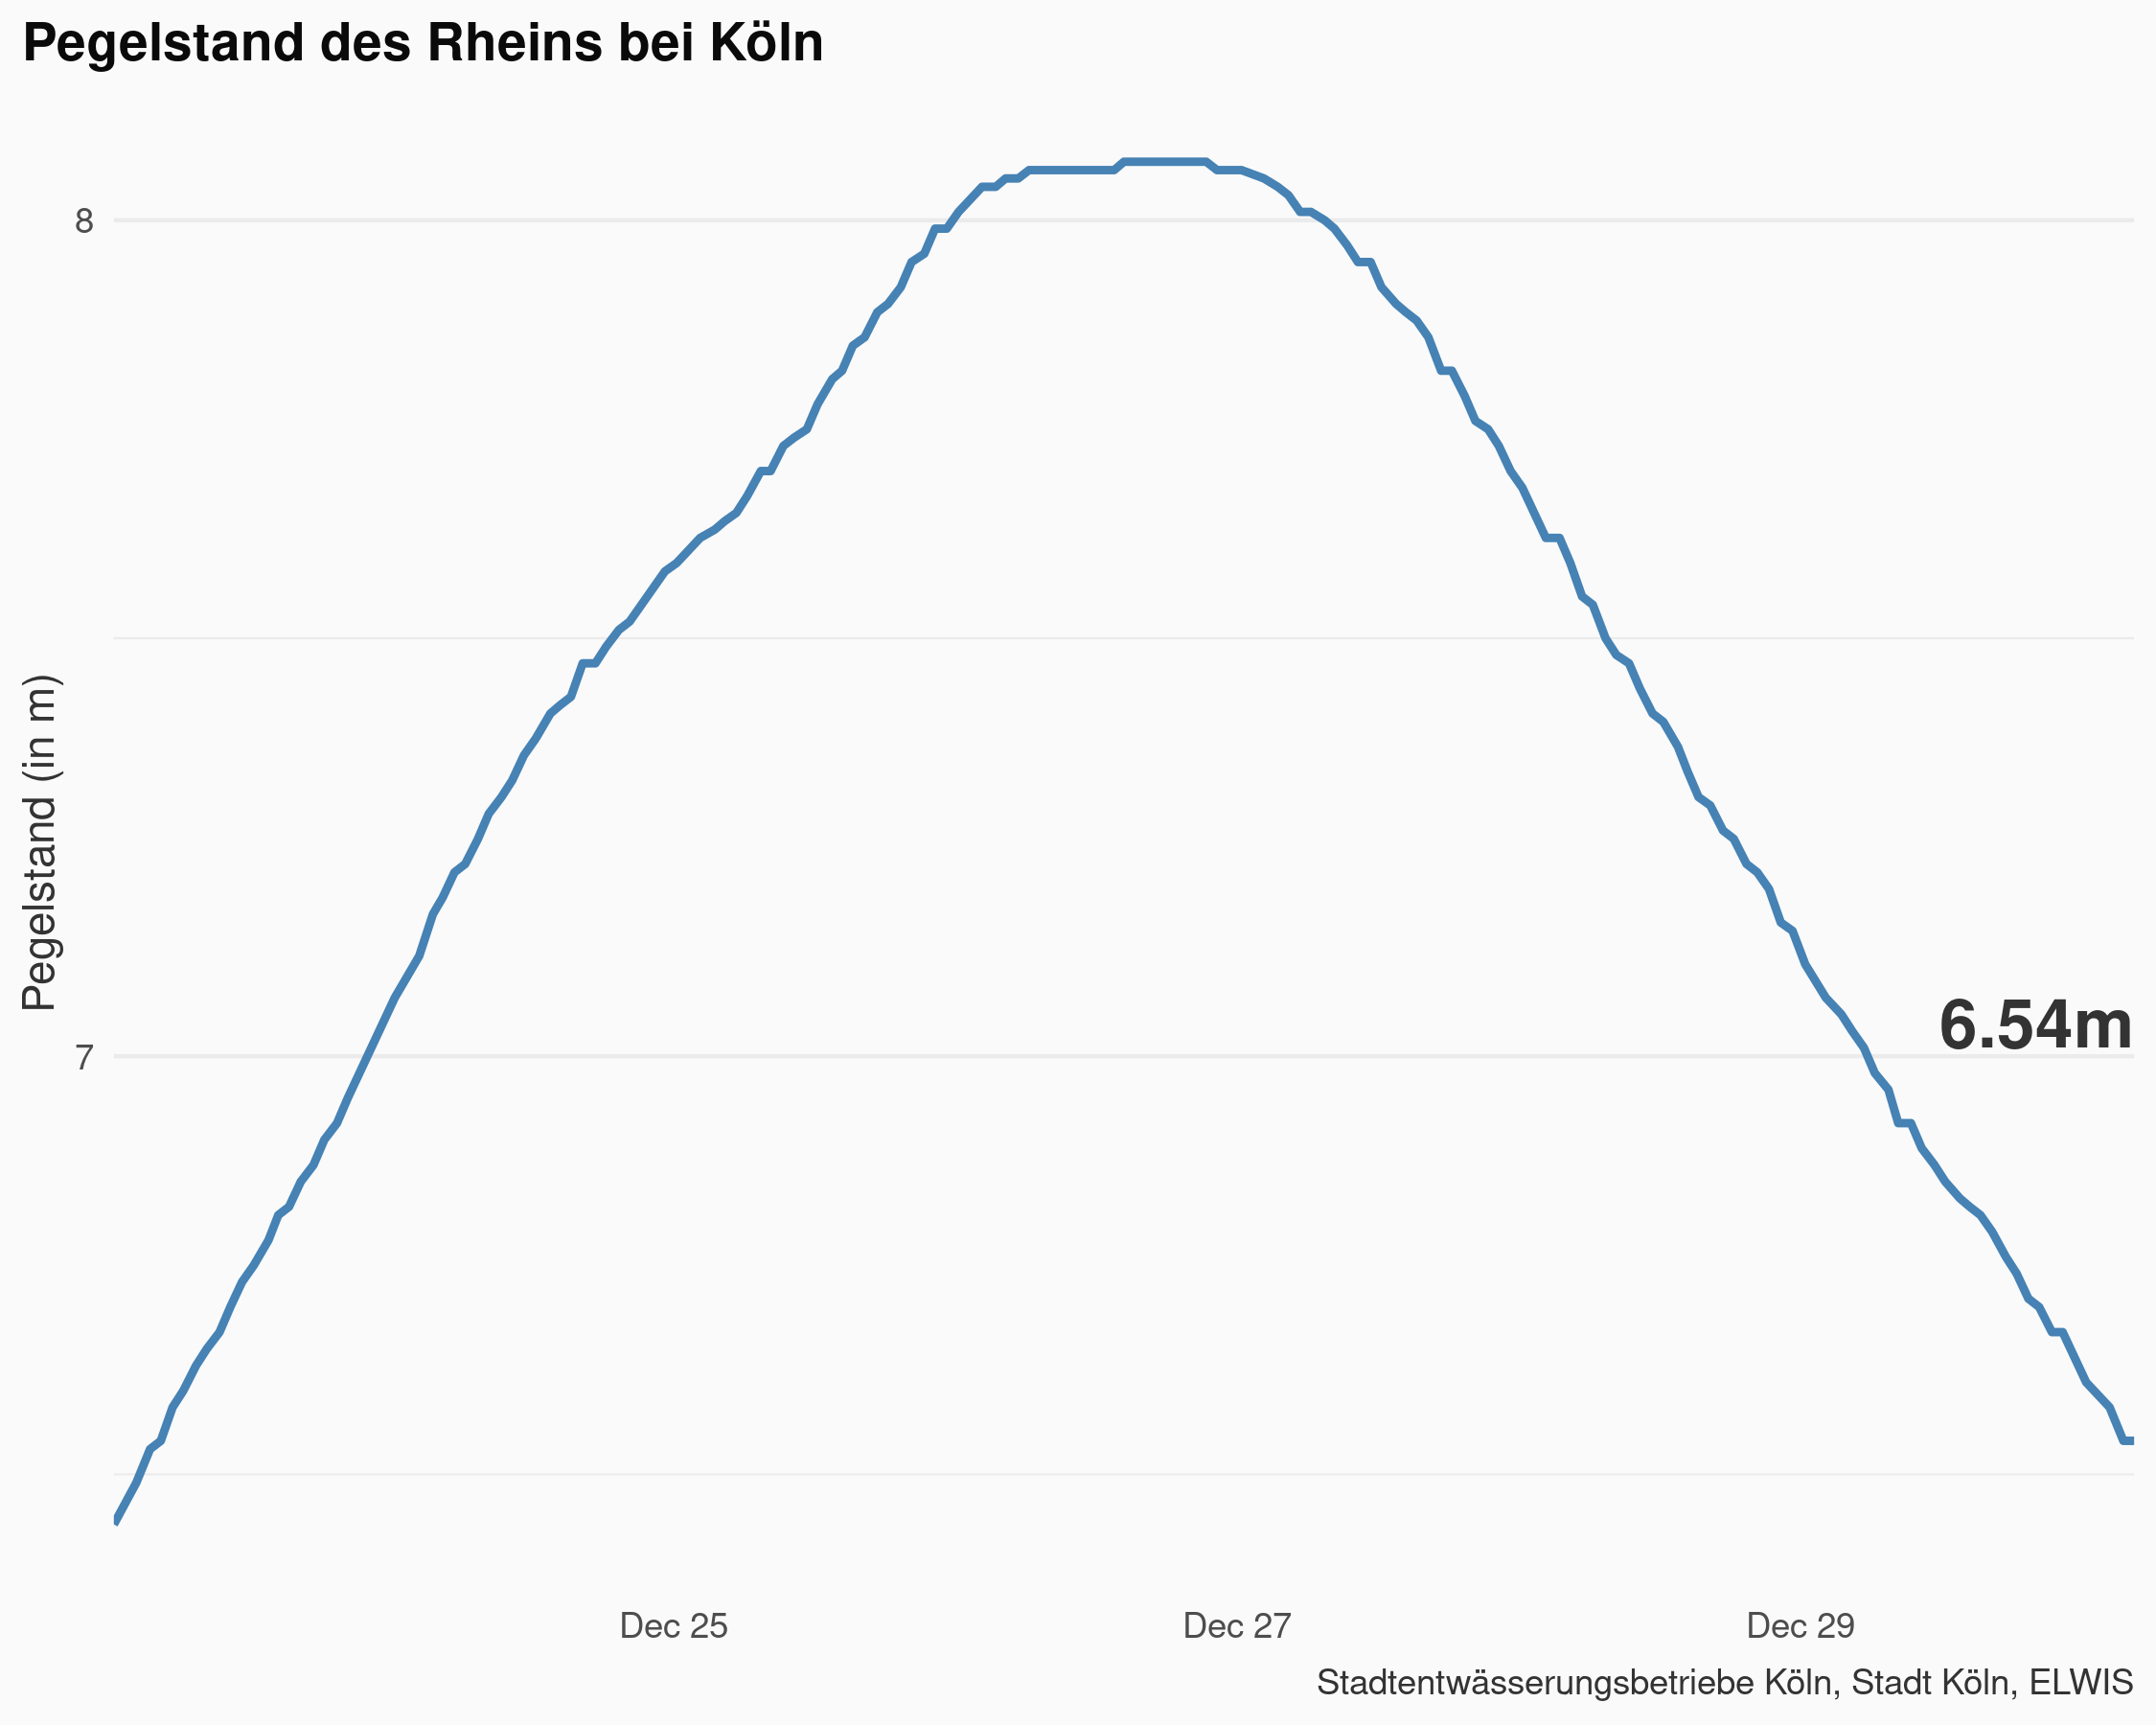 Pegelstand des Rheins bei Köln
Pegelstand (in m)
8
7
6.54m
Dec 25
Dec 27
Dec 29
Stadtentwässerungsbetriebe Köln, Stadt Köln, ELWIS